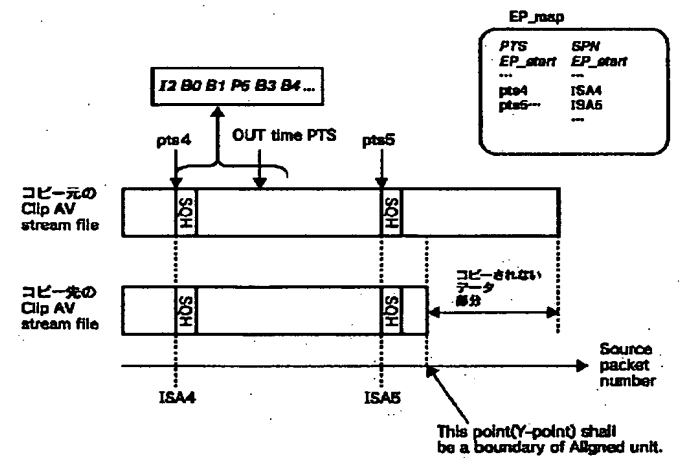 EP_map
PTS SPN
EP_start EP_start
... ...
pts4 ISA4
pts5... ISA5
...
I2 B0 B1 P5 B3 B4 ...
pts4
OUT time PTS
pts5
コピー元の
Clip AV
stream file
SQH
SQH
コピー先の
Clip AV
stream file
SQH
SQH
コピーされない
データ
部分
Source
packet
number
ISA4
ISA5
This point(Y-point) shall
be a boundary of Aligned unit.